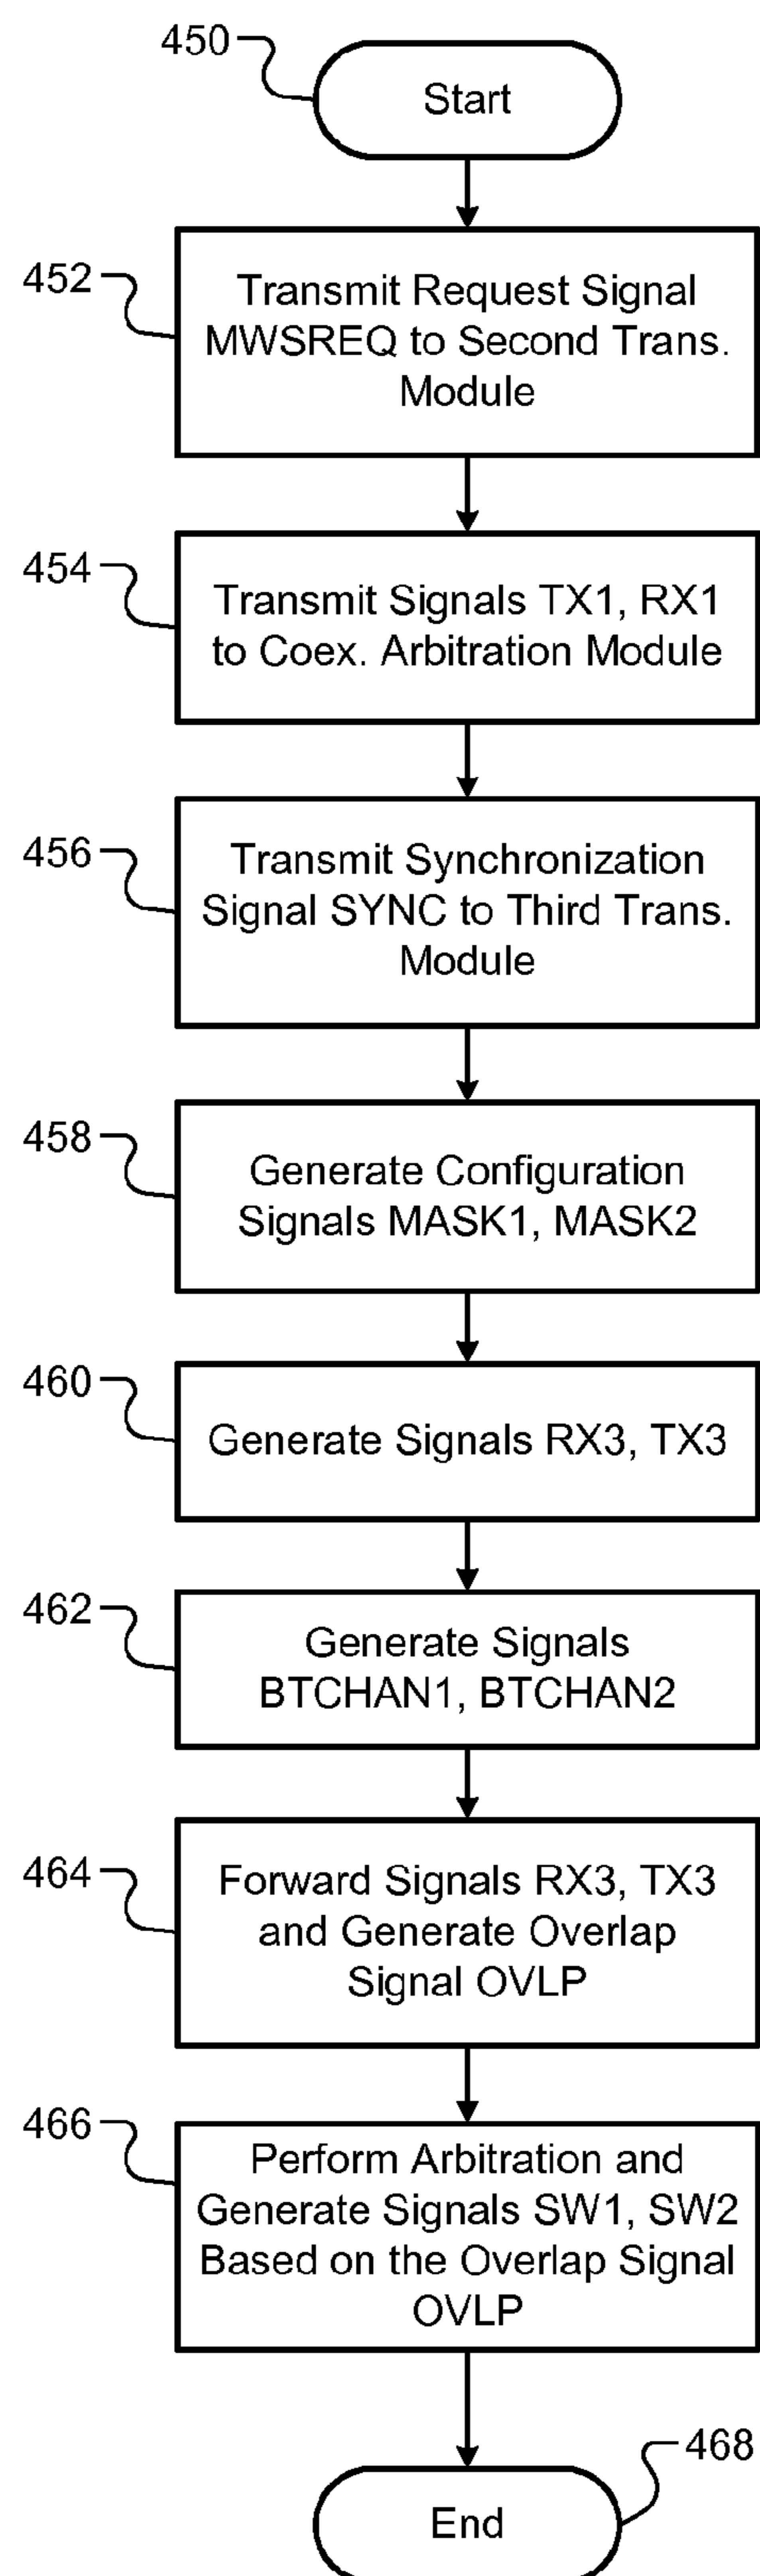 450
Start
452
Transmit Request Signal
MWSREQ to Second Trans.
Module
454
Transmit Signals TX1, RX1
to Coex. Arbitration Module
456
Transmit Synchronization
Signal SYNC to Third Trans.
Module
458
Generate Configuration
Signals MASK1, MASK2
460
Generate Signals RX3, TX3
462
Generate Signals
BTCHAN1, BTCHAN2
464
Forward Signals RX3, TX3
and Generate Overlap
Signal OVLP
466
Perform Arbitration and
Generate Signals SW1, SW2
Based on the Overlap Signal
OVLP
468
End